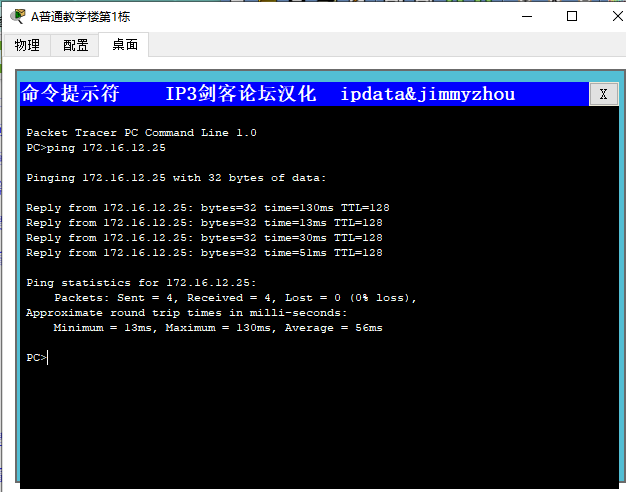 A普通教学楼第1栋
物理 配置 桌面
命令提示符 IP3剑客论坛汉化 ipdata&jimmyzhou X
Packet Tracer PC Command Line 1.0
PC>ping 172.16.12.25
Pinging 172.16.12.25 with 32 bytes of data:
Reply from 172.16.12.25: bytes=32 time=130ms TTL=128
Reply from 172.16.12.25: bytes=32 time=13ms TTL=128
Reply from 172.16.12.25: bytes=32 time=30ms TTL=128
Reply from 172.16.12.25: bytes=32 time=51ms TTL=128
Ping statistics for 172.16.12.25:
Packets: Sent = 4, Received = 4, Lost = 0 (0% loss),
Approximate round trip times in milli-seconds:
Minimum = 13ms, Maximum = 130ms, Average = 56ms
PC>